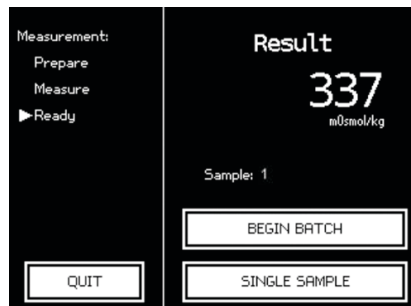 Measurement:
Prepare
Measure
▶Ready
QUIT
Result
337
mOsmol/kg
Sample: 1
BEGIN BATCH
SINGLE SAMPLE